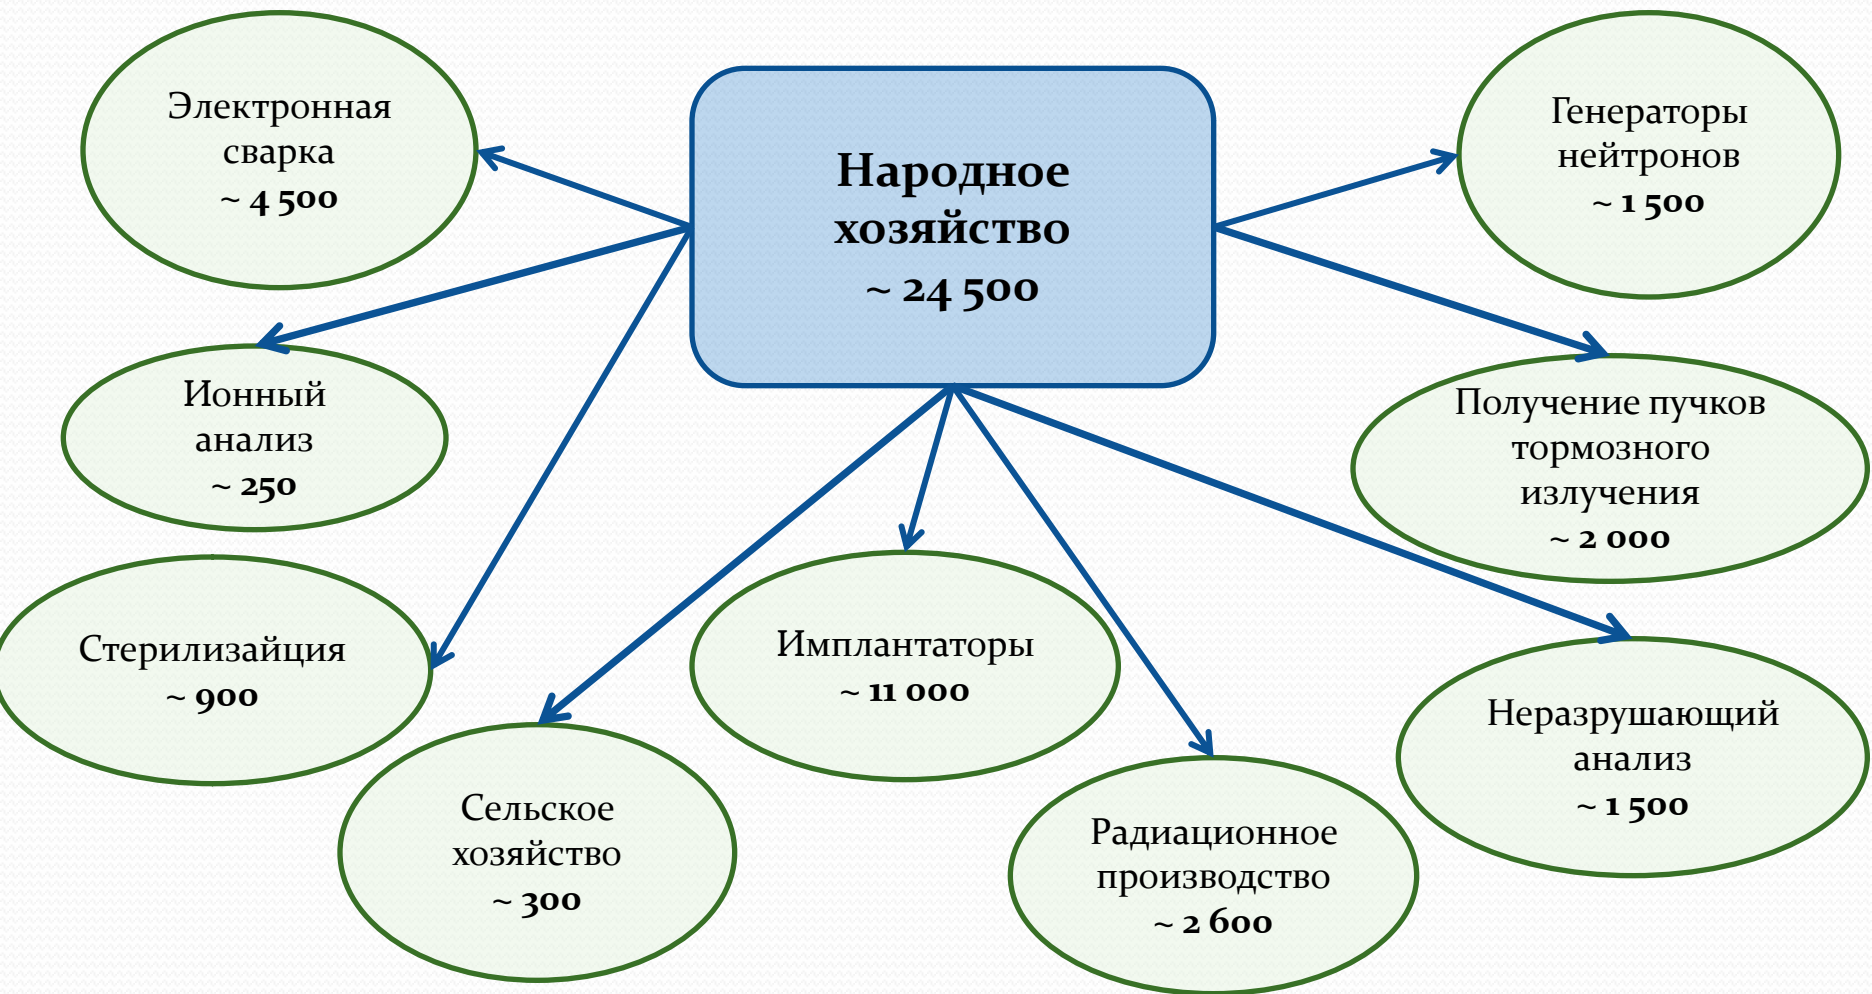 Электронная
сварка
~ 4 500
Народное
хозяйство
~ 24 500
Генераторы
нейтронов
~ 1 500
Ионный
анализ
~ 250
Получение пучков
тормозного
излучения
~ 2 000
Стерилизайция
~ 900
Имплантаторы
~ 11 000
Неразрушающий
анализ
~ 1 500
Сельское
хозяйство
~ 300
Радиационное
производство
~ 2 600